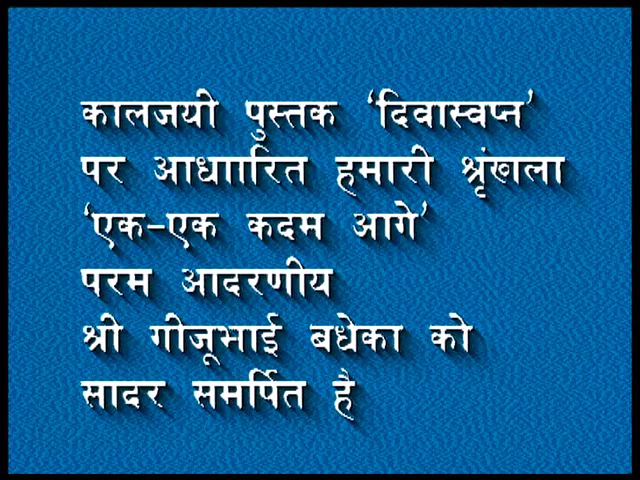 कालजयी पुस्तक ‘दिवास्वप्न’
पर आधाारित हमारी श्रृंखला
‘एक-एक कदम आगे’
परम आदरणीय
श्री गीजूभाई बधेका को
सादर समर्पित है